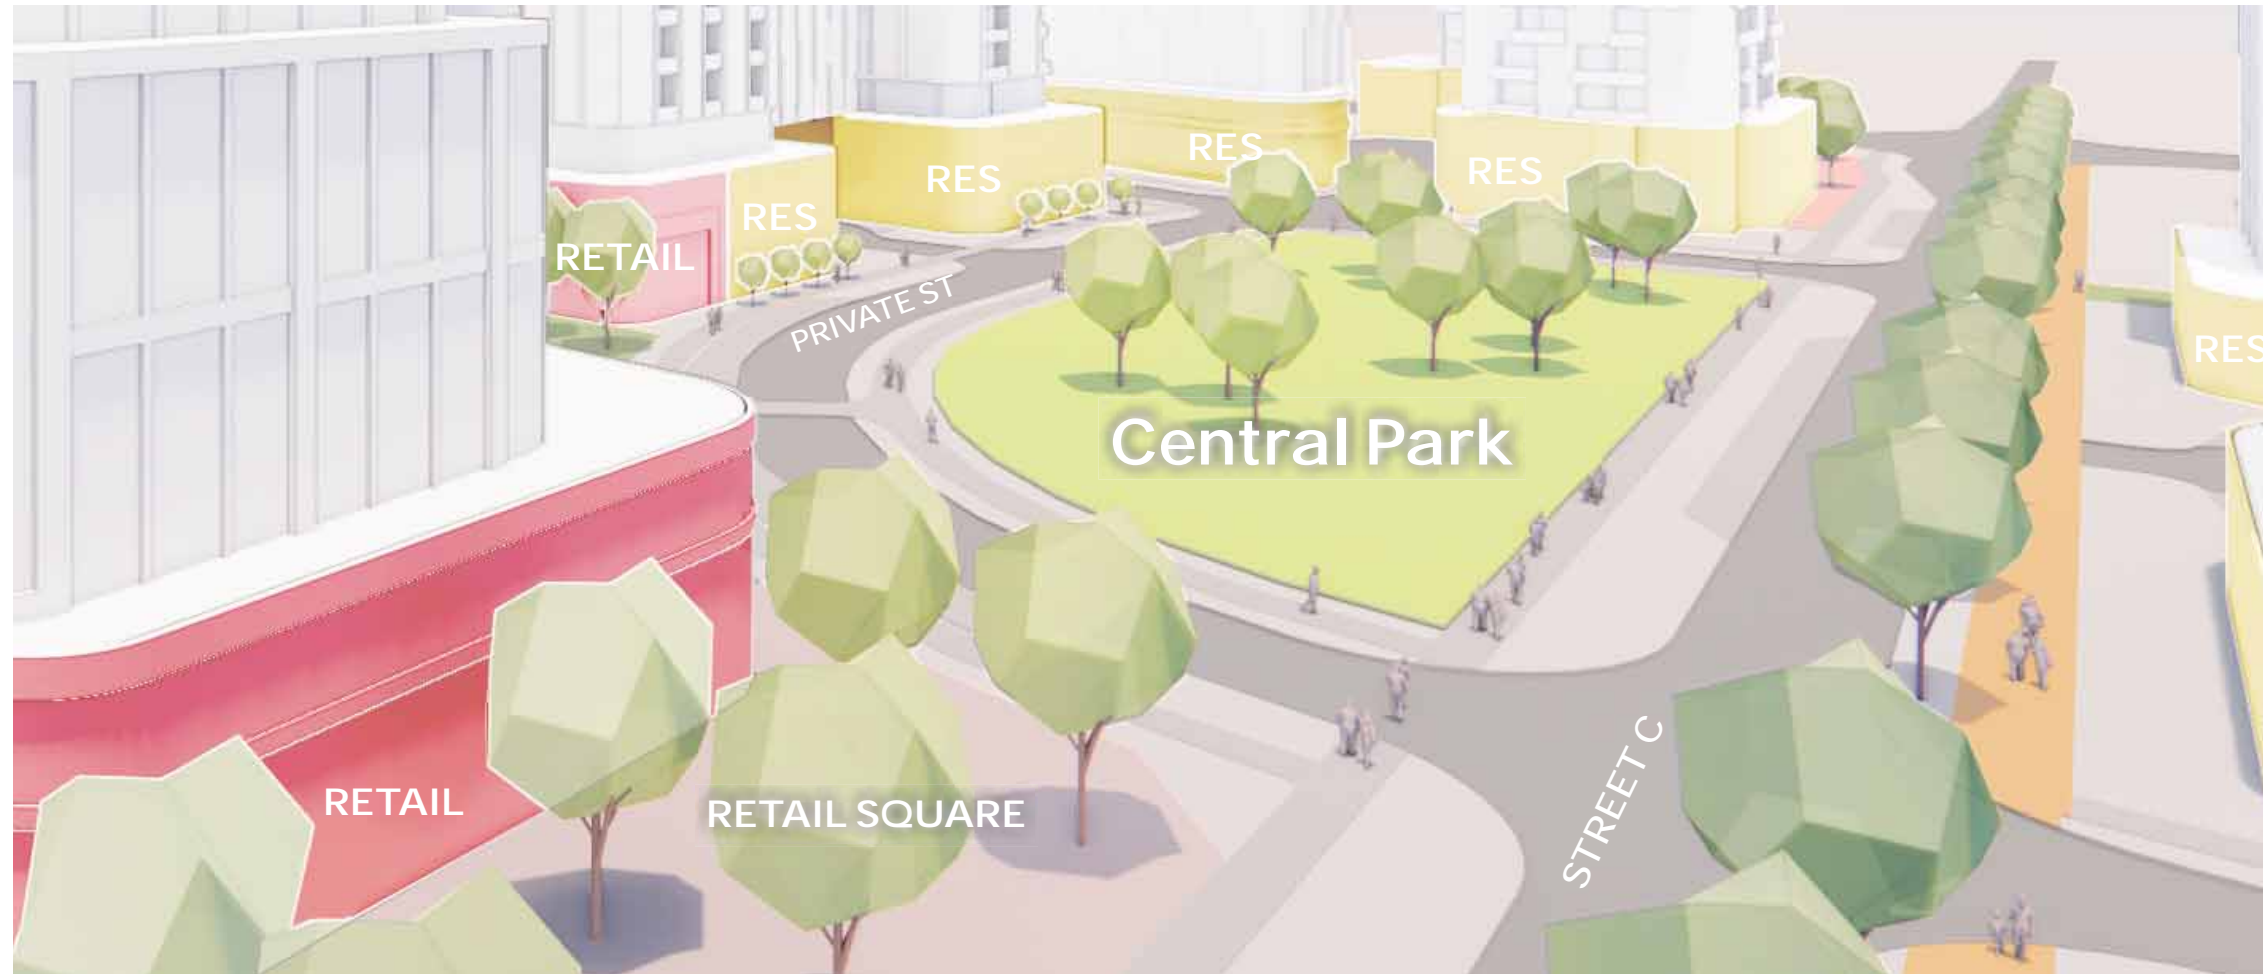 RES
RES
RES
RES
RETAIL
PRIVATE ST
RES
Central Park
RETAIL
RETAIL SQUARE
STREET C